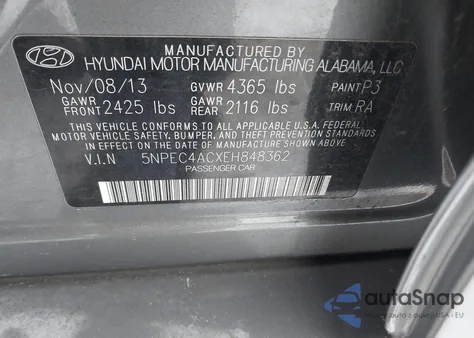 MANUFACTURED BY
HYUNDAI MOTOR MANUFACTURING ALABAMA, LLC
Nov/08/13 GVWR 4365 lbs PAINT P3
GAWR FRONT 2425 lbs GAWR REAR 2116 lbs TRIM RA
THIS VEHICLE CONFORMS TO ALL APPLICABLE U.S.A. FEDERAL
MOTOR VEHICLE SAFETY, BUMPER, AND THEFT PREVENTION STANDARDS
IN EFFECT ON THE DATE OF MANUFACTURE SHOWN ABOVE.
V.I.N 5NPEC4ACXEH848362
PASSENGER CAR
autoSnap